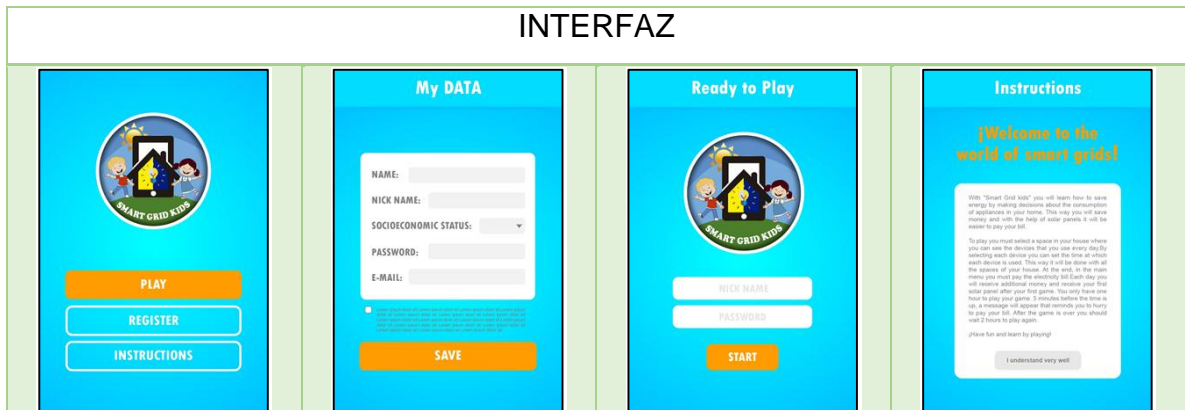 INTERFAZ
SMART GRID KIDS
PLAY
REGISTER
INSTRUCTIONS
My DATA
NAME:
NICK NAME:
SOCIOECONOMIC STATUS:
PASSWORD:
E-MAIL:
SAVE
Ready to Play
SMART GRID KIDS
NICK NAME
PASSWORD
START
Instructions
¡Welcome to the
world of smart grids!
With "Smart Grid kids" you will learn how to save
energy by making decisions about the consumption
of appliances in your home. This way you will save
money and with the help of solar panels it will be
easier to pay your bill.
To play you must select a space in your house where
you can see the devices that you use every day.By
selecting each device you can set the time at which
each device is used. This way it will be done with all
the spaces of your house. At the end, in the main
menu you must pay the electricity bill.Each day you
will receive additional money and receive your first
solar panel after your first game. You only have one
hour to play your game. 5 minutes before the time is
up, a message will appear that reminds you to hurry
to pay your bill. After the game is over you should
wait 2 hours to play again.
¡Have fun and learn by playing!
I understand very well